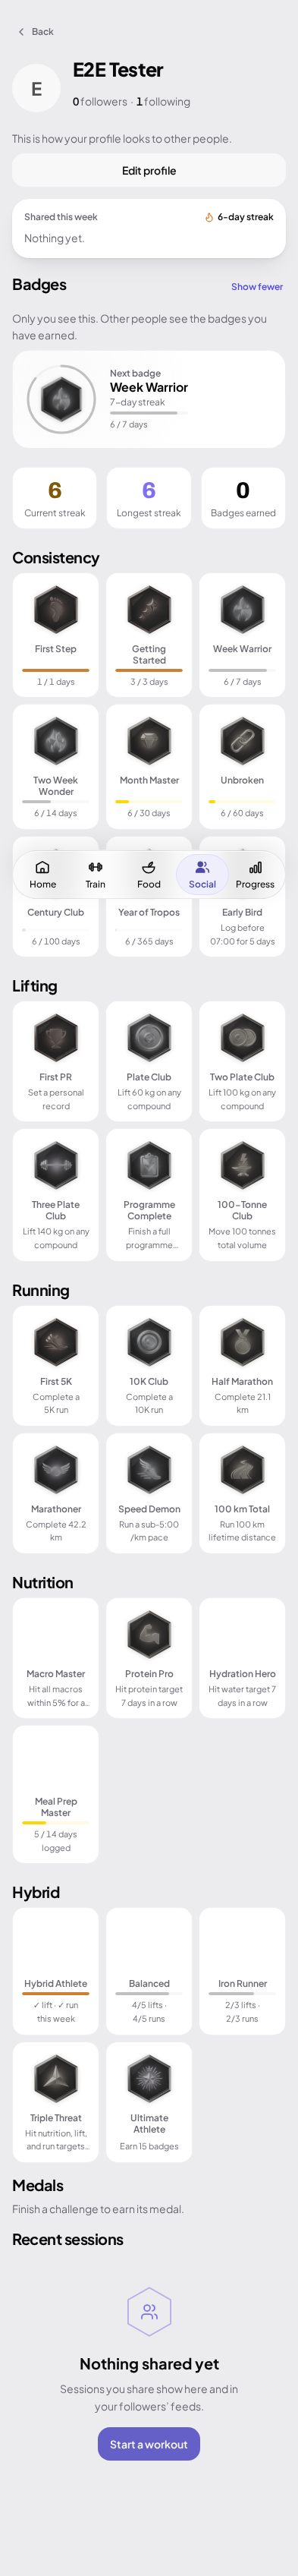 Back
E
E2E Tester
0 followers · 1 following
This is how your profile looks to other people.
Edit profile
Shared this week
6-day streak
Nothing yet.
Badges
Show fewer
Only you see this. Other people see the badges you
have earned.
Next badge
Week Warrior
7-day streak
6 / 7 days
6
Current streak
6
Longest streak
0
Badges earned
Consistency
First Step
1 / 1 days
Getting
Started
3 / 3 days
Week Warrior
6 / 7 days
Two Week
Wonder
6 / 14 days
Month Master
6 / 30 days
Unbroken
6 / 60 days
Home
Train
Food
Social
Progress
Century Club
6 / 100 days
Year of Tropos
6 / 365 days
Early Bird
Log before
07:00 for 5 days
Lifting
First PR
Set a personal
record
Plate Club
Lift 60 kg on any
compound
Two Plate Club
Lift 100 kg on any
compound
Three Plate
Club
Lift 140 kg on any
compound
Programme
Complete
Finish a full
programme...
100-Tonne
Club
Move 100 tonnes
total volume
Running
First 5K
Complete a
5K run
10K Club
Complete a
10K run
Half Marathon
Complete 21.1
km
Marathoner
Complete 42.2
km
Speed Demon
Run a sub-5:00
/km pace
100 km Total
Run 100 km
lifetime distance
Nutrition
Macro Master
Hit all macros
within 5% for a...
Protein Pro
Hit protein target
7 days in a row
Hydration Hero
Hit water target 7
days in a row
Meal Prep
Master
5 / 14 days
logged
Hybrid
Hybrid Athlete
✓ lift · ✓ run
this week
Balanced
4/5 lifts ·
4/5 runs
Iron Runner
2/3 lifts ·
2/3 runs
Triple Threat
Hit nutrition, lift,
and run targets...
Ultimate
Athlete
Earn 15 badges
Medals
Finish a challenge to earn its medal.
Recent sessions
Nothing shared yet
Sessions you share show here and in
your followers' feeds.
Start a workout